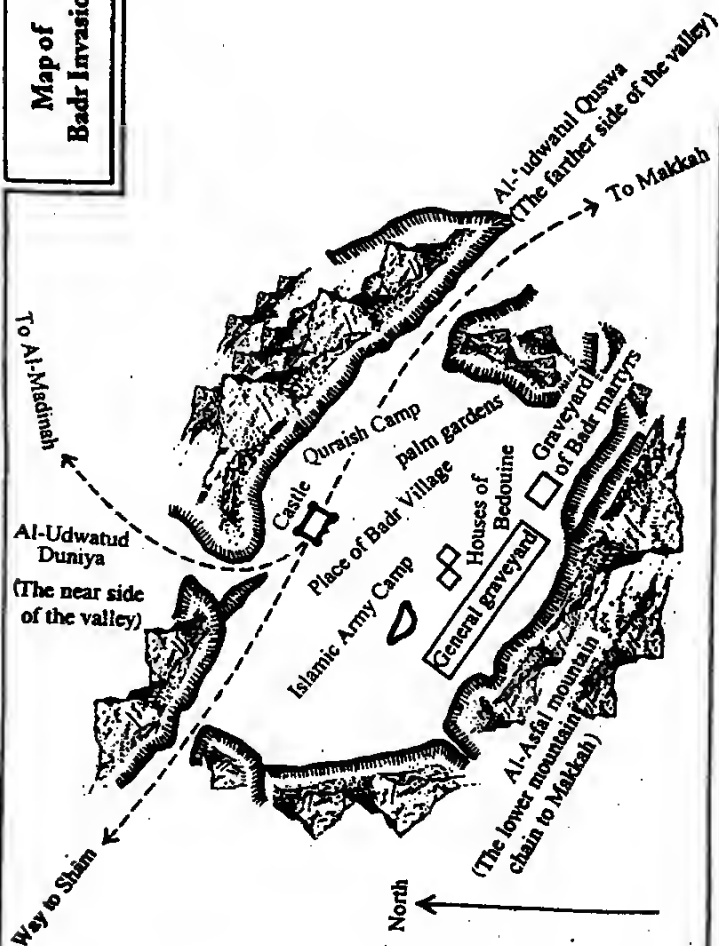 Map of
Badr Invasio
To Al-Madinah
Al-'udwatul Quswa
(The farther side of the valley)
To Makkah
Al-Udwatud
Duniya
(The near side
of the valley)
Castle
Quraish Camp
palm gardens
Place of Badr Village
Islamic Army Camp
Houses of
Bedouine
General graveyard
Graveyard
of Badr martyrs
Al-Asfal mountain
(The lower mountain
chain to Makkah)
Way to Shâm
North